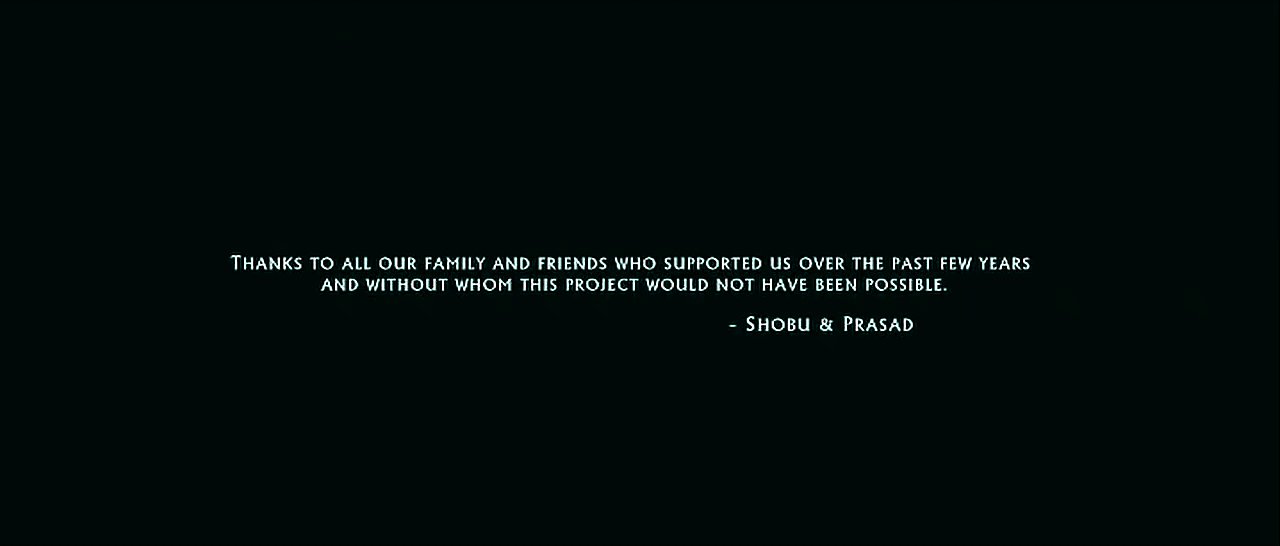 Thanks to all our family and friends who supported us over the past few years
and without whom this project would not have been possible.
- Shobu & Prasad